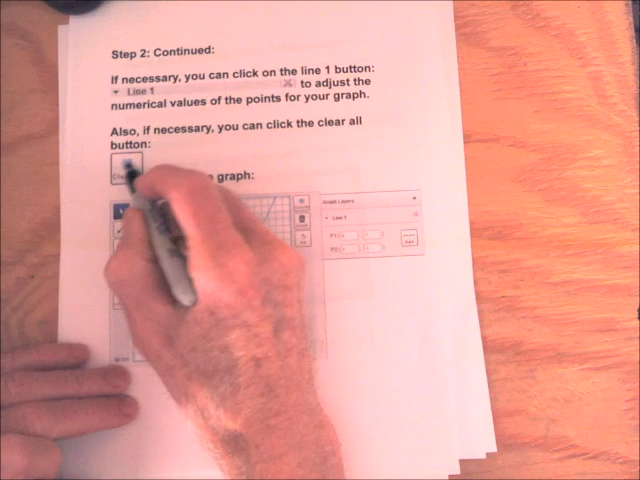 Step 2: Continued:
If necessary, you can click on the line 1 button:
Line 1 to adjust the
numerical values of the points for your graph.
Also, if necessary, you can click the clear all
button:
graph:
Graph Layers
Line 1